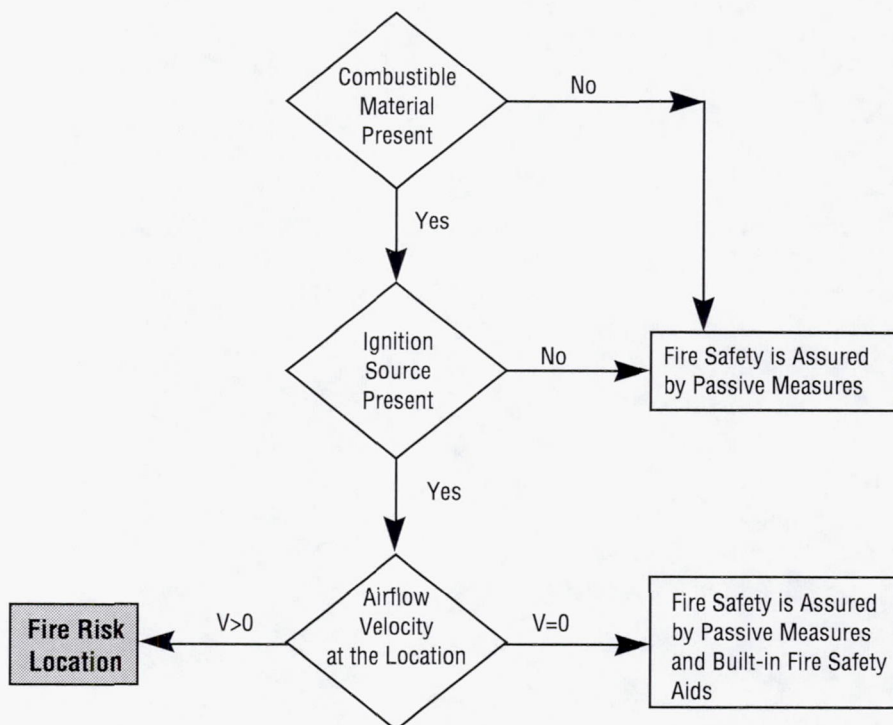 Combustible
Material
Present
No
Yes
Ignition
Source
Present
No
Fire Safety is Assured
by Passive Measures
Yes
Airflow
Velocity
at the Location
V>0
V=0
Fire Risk
Location
Fire Safety is Assured
by Passive Measures
and Built-in Fire Safety
Aids